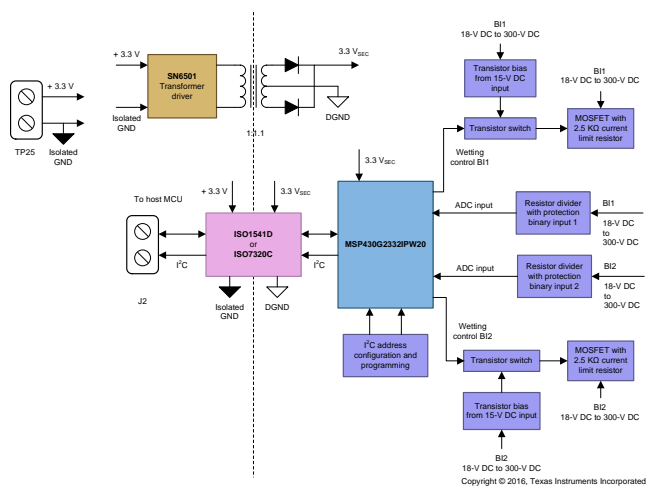 BI1
18-V DC to 300-V DC
+ 3.3 V
SN6501
Transformer
driver
3.3 VSEC
Isolated
GND
DGND
1:1.1
+ 3.3 V
Isolated
GND
TP25
Transistor bias
from 15-V DC
input
BI1
18-V DC to 300-V DC
Transistor switch
MOSFET with
2.5 KΩ current
limit resistor
Wetting
control BI1
3.3 VSEC
To host MCU
+ 3.3 V
3.3 VSEC
ISO1541D
or
ISO7320C
I2C
I2C
J2
Isolated
GND
DGND
MSP430G2332IPW20
ADC input
Resistor divider
with protection
binary input 1
BI1
18-V DC
to
300-V DC
ADC input
Resistor divider
with protection
binary input 2
BI2
18-V DC
to
300-V DC
I2C address
configuration and
programming
Wetting
control BI2
Transistor switch
MOSFET with
2.5 KΩ current
limit resistor
Transistor bias
from 15-V DC input
BI2
18-V DC to 300-V DC
BI2
18-V DC to 300-V DC
Copyright © 2016, Texas Instruments Incorporated